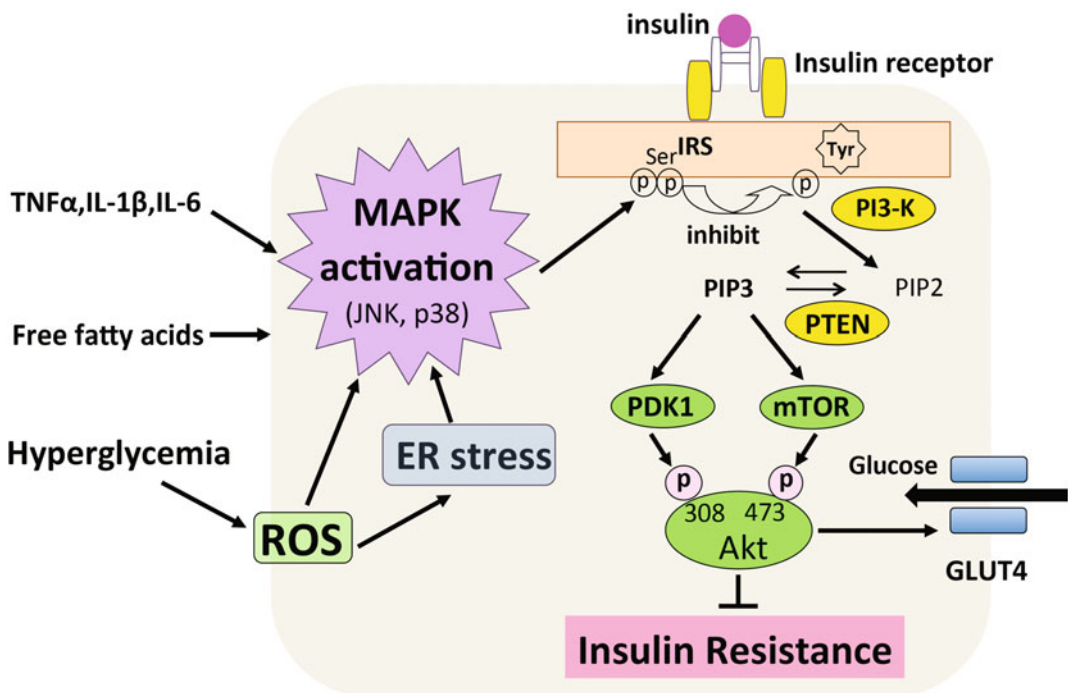 insulin
Insulin receptor
IRS
Tyr
Ser
p
p
p
inhibit
PI3-K
TNFα,IL-1β,IL-6
MAPK
activation
(JNK, p38)
Free fatty acids
PIP3
PIP2
PTEN
PDK1
mTOR
Hyperglycemia
ER stress
ROS
Glucose
p
p
308
473
Akt
GLUT4
Insulin Resistance